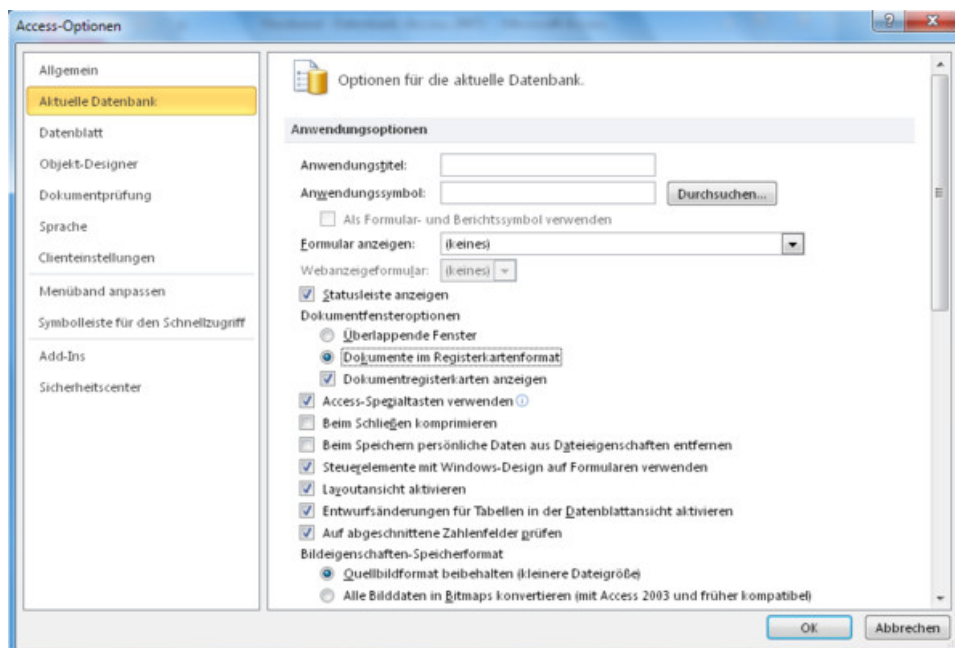 Access-Optionen
Allgemein
Aktuelle Datenbank
Datenblatt
Objekt-Designer
Dokumentprüfung
Sprache
Clienteinstellungen
Menüband anpassen
Symbolleiste für den Schnellzugriff
Add-Ins
Sicherheitscenter
Optionen für die aktuelle Datenbank.
Anwendungsoptionen
Anwendungstitel:
Anwendungssymbol: Durchsuchen...
Als Formular- und Berichtssymbol verwenden
Formular anzeigen: (keines)
Webanzeigeformular: (keines)
Statusleiste anzeigen
Dokumentfensteroptionen
Überlappende Fenster
Dokumente im Registerkartenformat
Dokumentregisterkarten anzeigen
Access-Spezialtasten verwenden
Beim Schließen komprimieren
Beim Speichern persönliche Daten aus Dateieigenschaften entfernen
Steuerelemente mit Windows-Design auf Formularen verwenden
Layoutansicht aktivieren
Entwurfsänderungen für Tabellen in der Datenblattansicht aktivieren
Auf abgeschnittene Zahlenfelder prüfen
Bildeigenschaften-Speicherformat
Quellbildformat beibehalten (kleinere Dateigröße)
Alle Bilddaten in Bitmaps konvertieren (mit Access 2003 und früher kompatibel)
OK Abbrechen